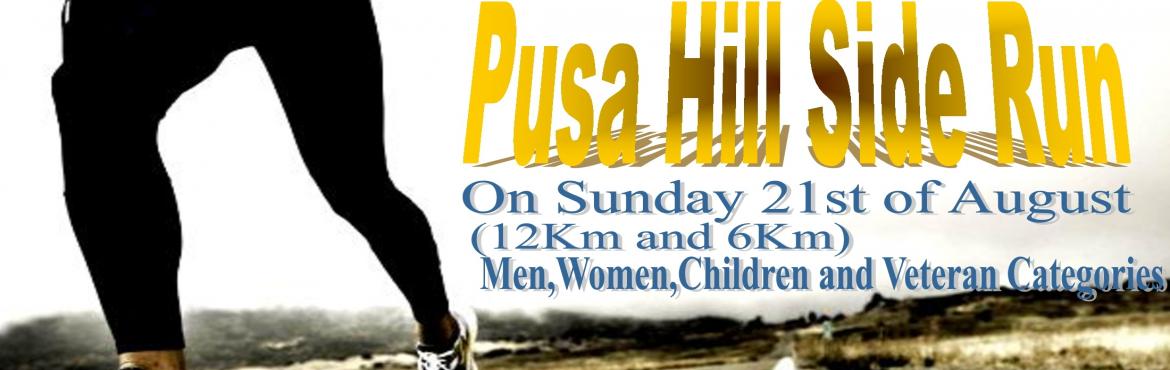 Pusa Hill Side Run
On Sunday 21st of August
(12Km and 6Km)
Men,Women,Children and Veteran Categories